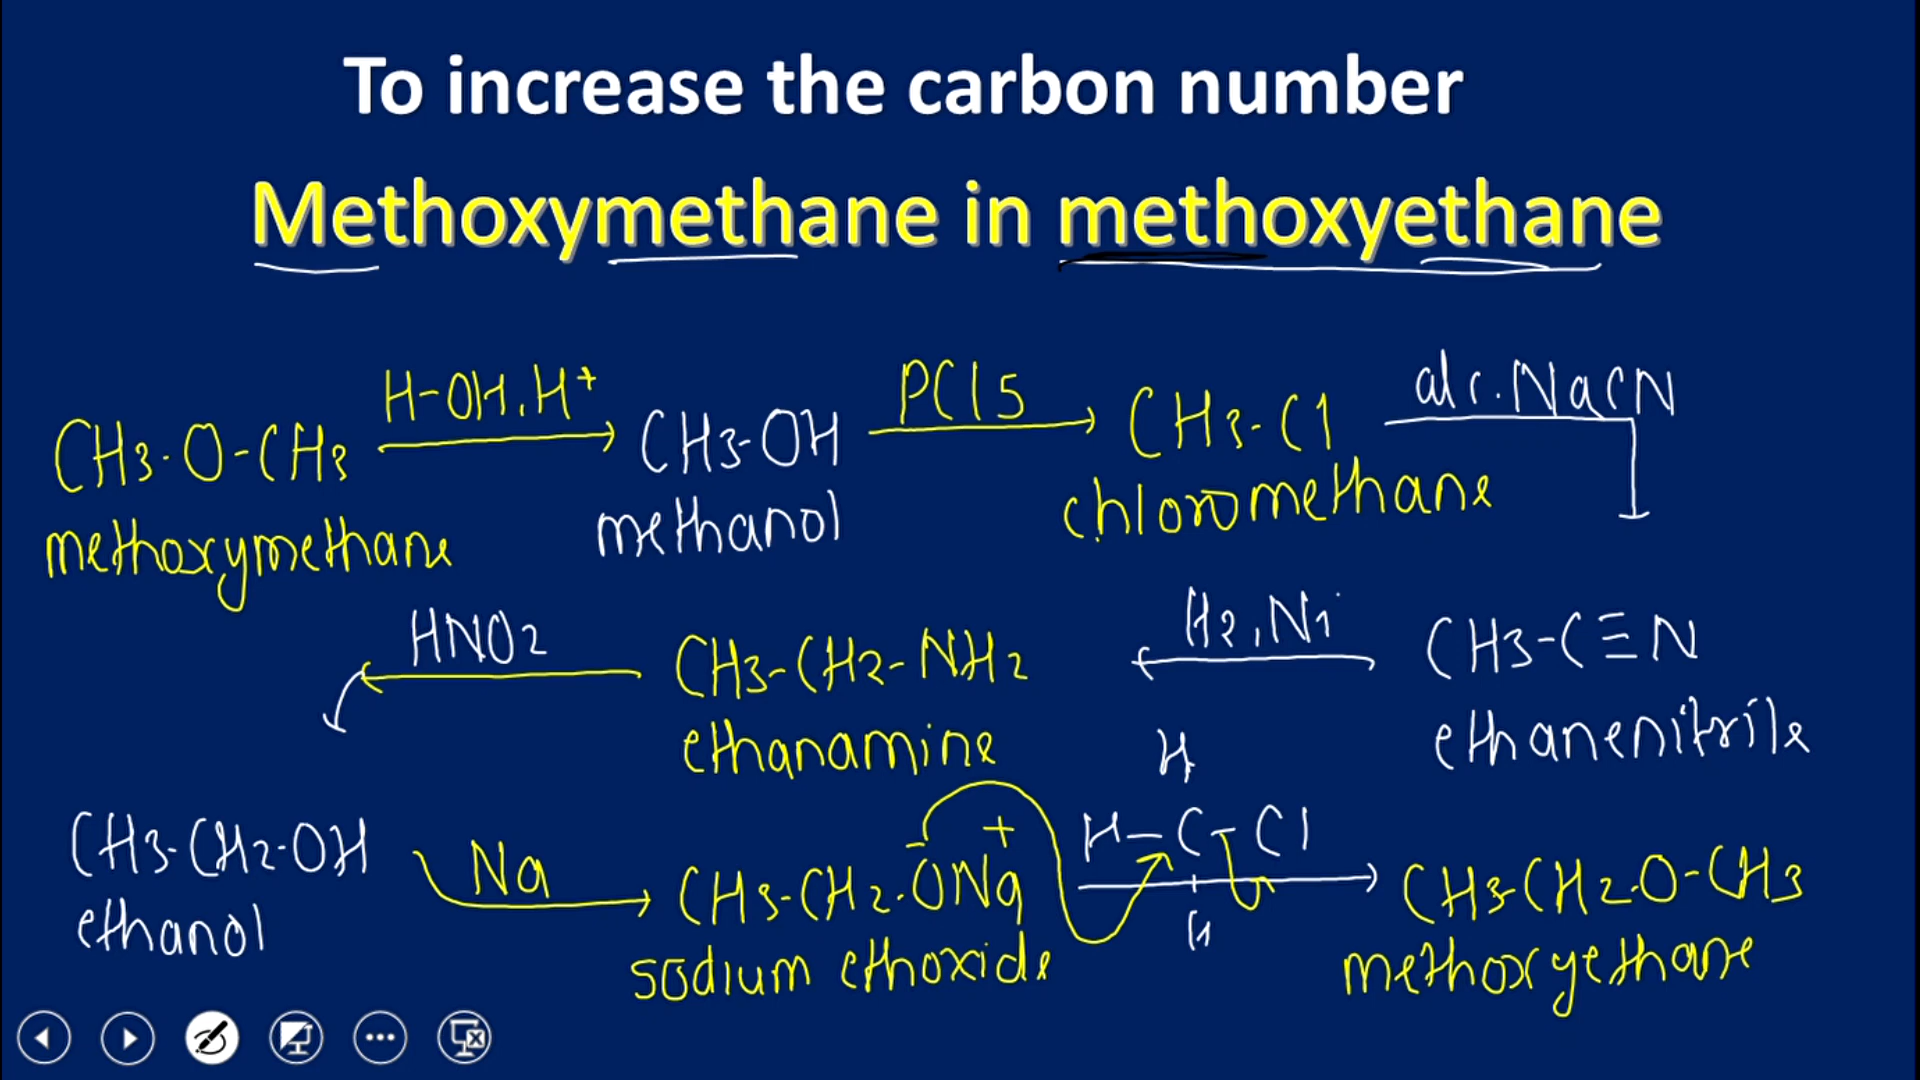 To increase the carbon number
Methoxymethane in methoxyethane
CH3-O-CH3 H-OH, H+ CH3-OH PCl5 CH3-Cl alc. NaCN
methoxymethane methanol chloromethane
HNO2 CH3-CH2-NH2 H2, Ni CH3-C≡N
ethanamine ethanenitrile
H
CH3-CH2-OH Na CH3-CH2-ONa - + H-C-Cl CH3-CH2-O-CH3
H
ethanol sodium ethoxide methoxyethane